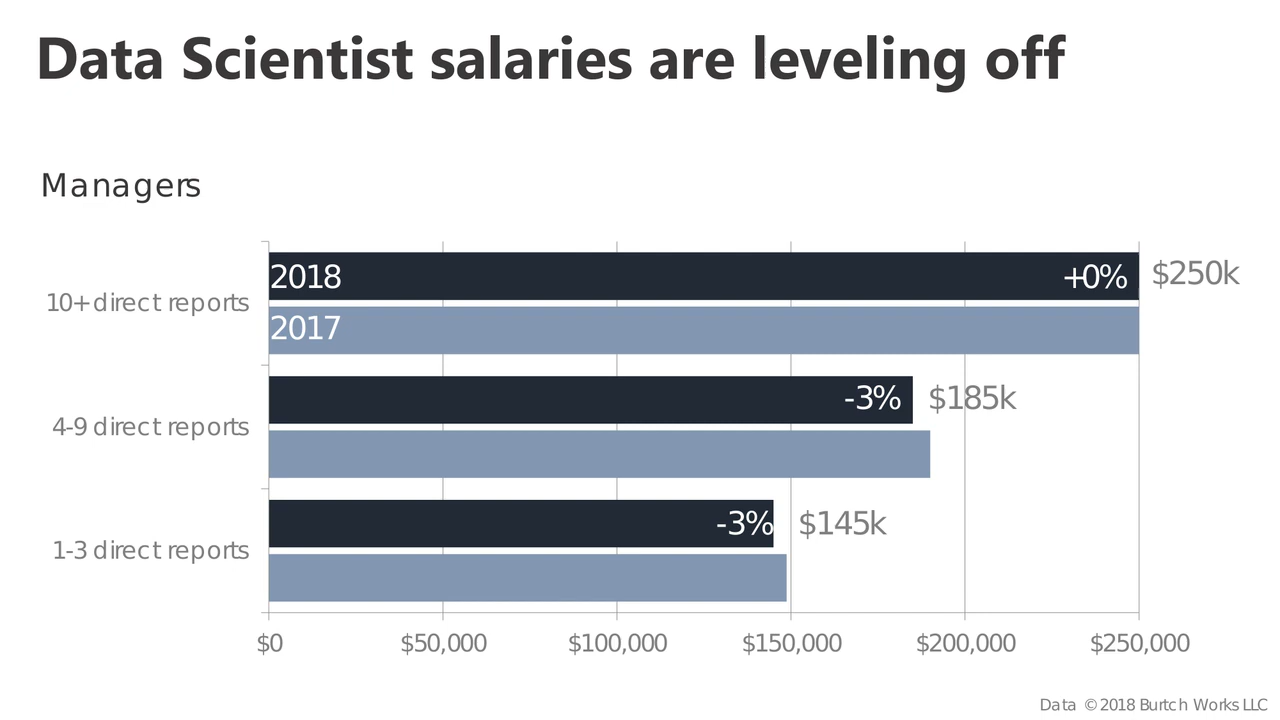 Data Scientist salaries are leveling off
Managers
10+ direct reports
2018
+0%
$250k
2017
4-9 direct reports
-3%
$185k
1-3 direct reports
-3%
$145k
$0
$50,000
$100,000
$150,000
$200,000
$250,000
Data © 2018 Burtch Works LLC